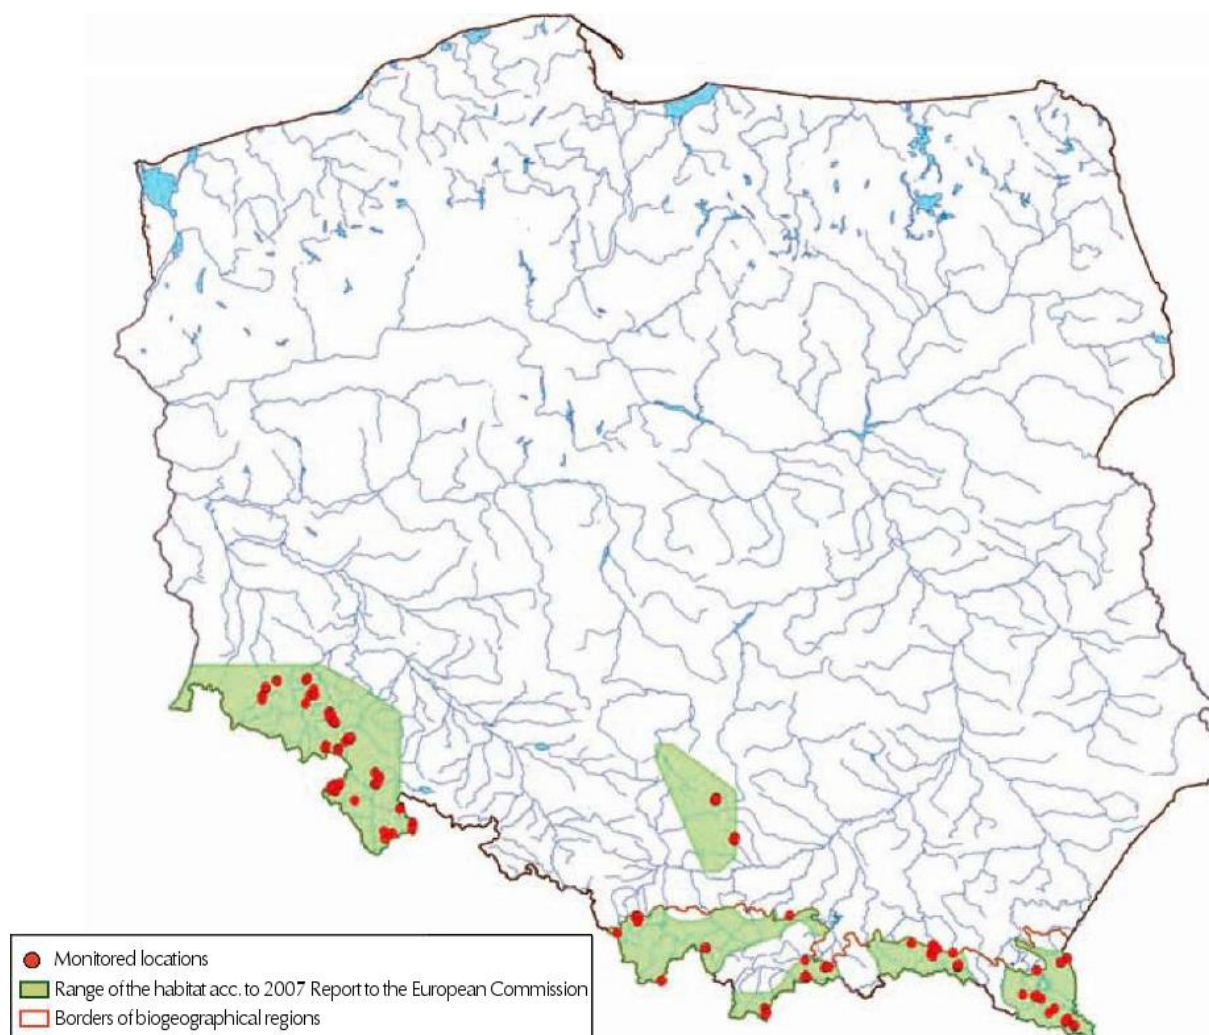 Monitored locations
Range of the habitat acc. to 2007 Report to the European Commission
Borders of biogeographical regions